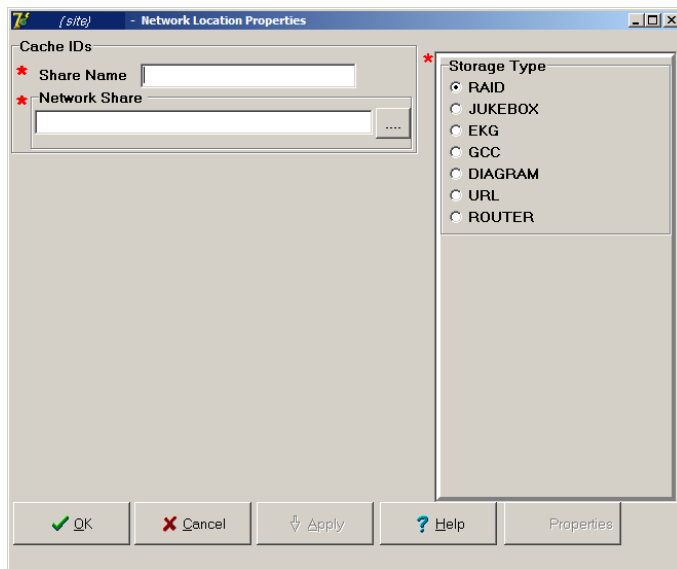 (site) - Network Location Properties
Cache IDs
* Share Name
* Network Share
....
* Storage Type
RAID
JUKEBOX
EKG
GCC
DIAGRAM
URL
ROUTER
OK
Cancel
Apply
? Help
Properties